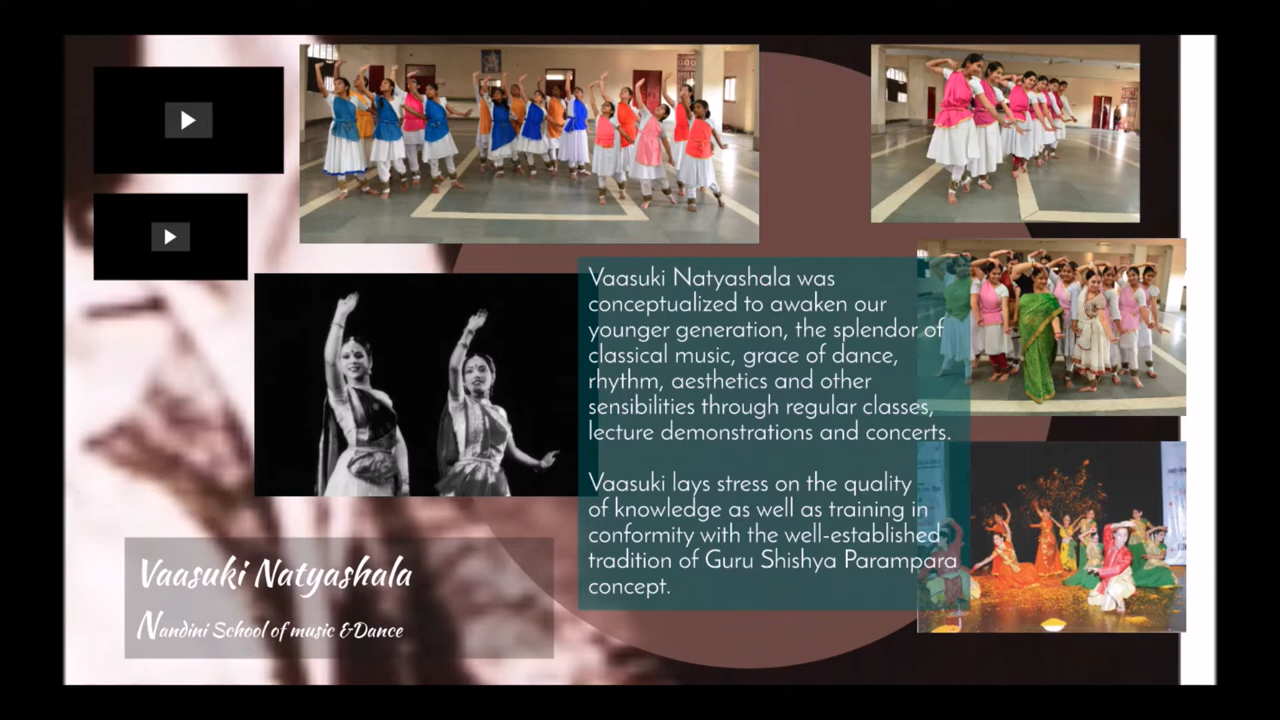 Vaasuki Natyashala was
conceptualized to awaken our
younger generation, the splendor of
classical music, grace of dance,
rhythm, aesthetics and other
sensibilities through regular classes,
lecture demonstrations and concerts.
Vaasuki lays stress on the quality
of knowledge as well as training in
conformity with the well-established
tradition of Guru Shishya Parampara
concept.
Vaasuki Natyashala
Nandini School of music &Dance